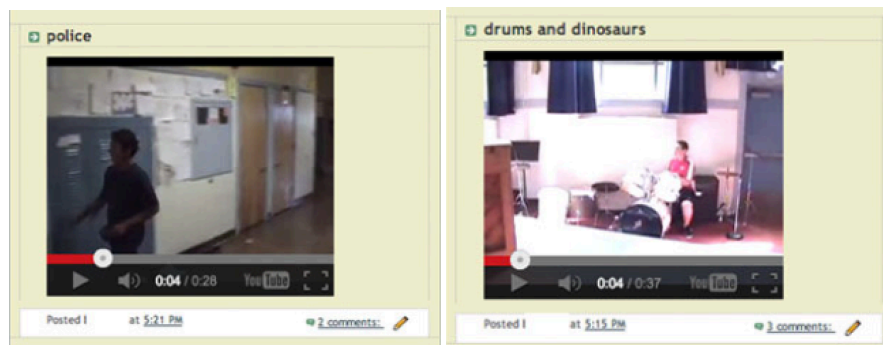 police
0:04 / 0:28 YouTube
Posted I at 5:21 PM
2 comments:
drums and dinosaurs
0:04 / 0:37 YouTube
Posted I at 5:15 PM
3 comments: